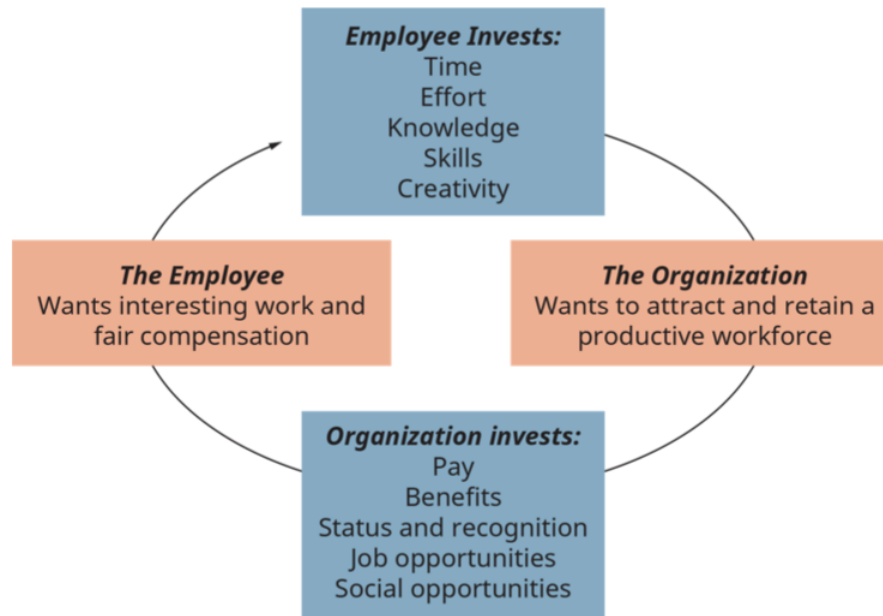 Employee Invests:
Time
Effort
Knowledge
Skills
Creativity
The Employee
Wants interesting work and
fair compensation
The Organization
Wants to attract and retain a
productive workforce
Organization invests:
Pay
Benefits
Status and recognition
Job opportunities
Social opportunities